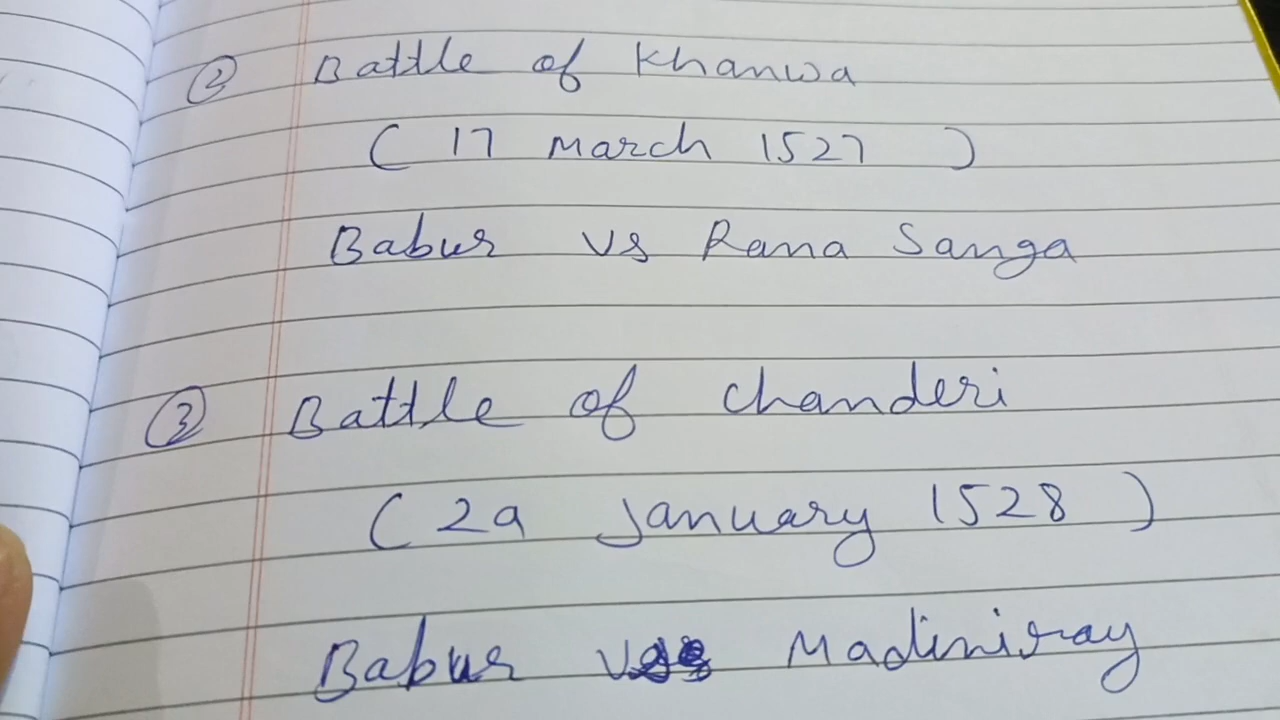 ② Battle of Khanwa
( 17 March 1527 )
Babur vs Rana Sanga
③ Battle of Chanderi
( 29 January 1528 )
Babur vs Madiniray